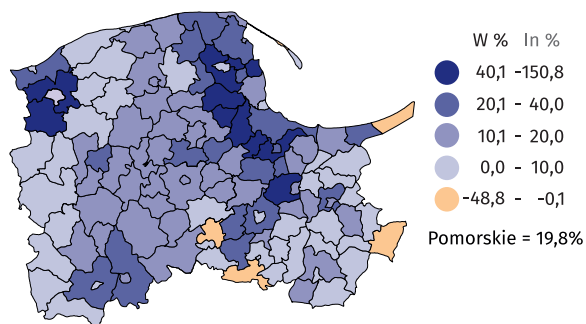 W % In %
40,1 -150,8
20,1 - 40,0
10,1 - 20,0
0,0 - 10,0
-48,8 - -0,1
Pomorskie = 19,8%